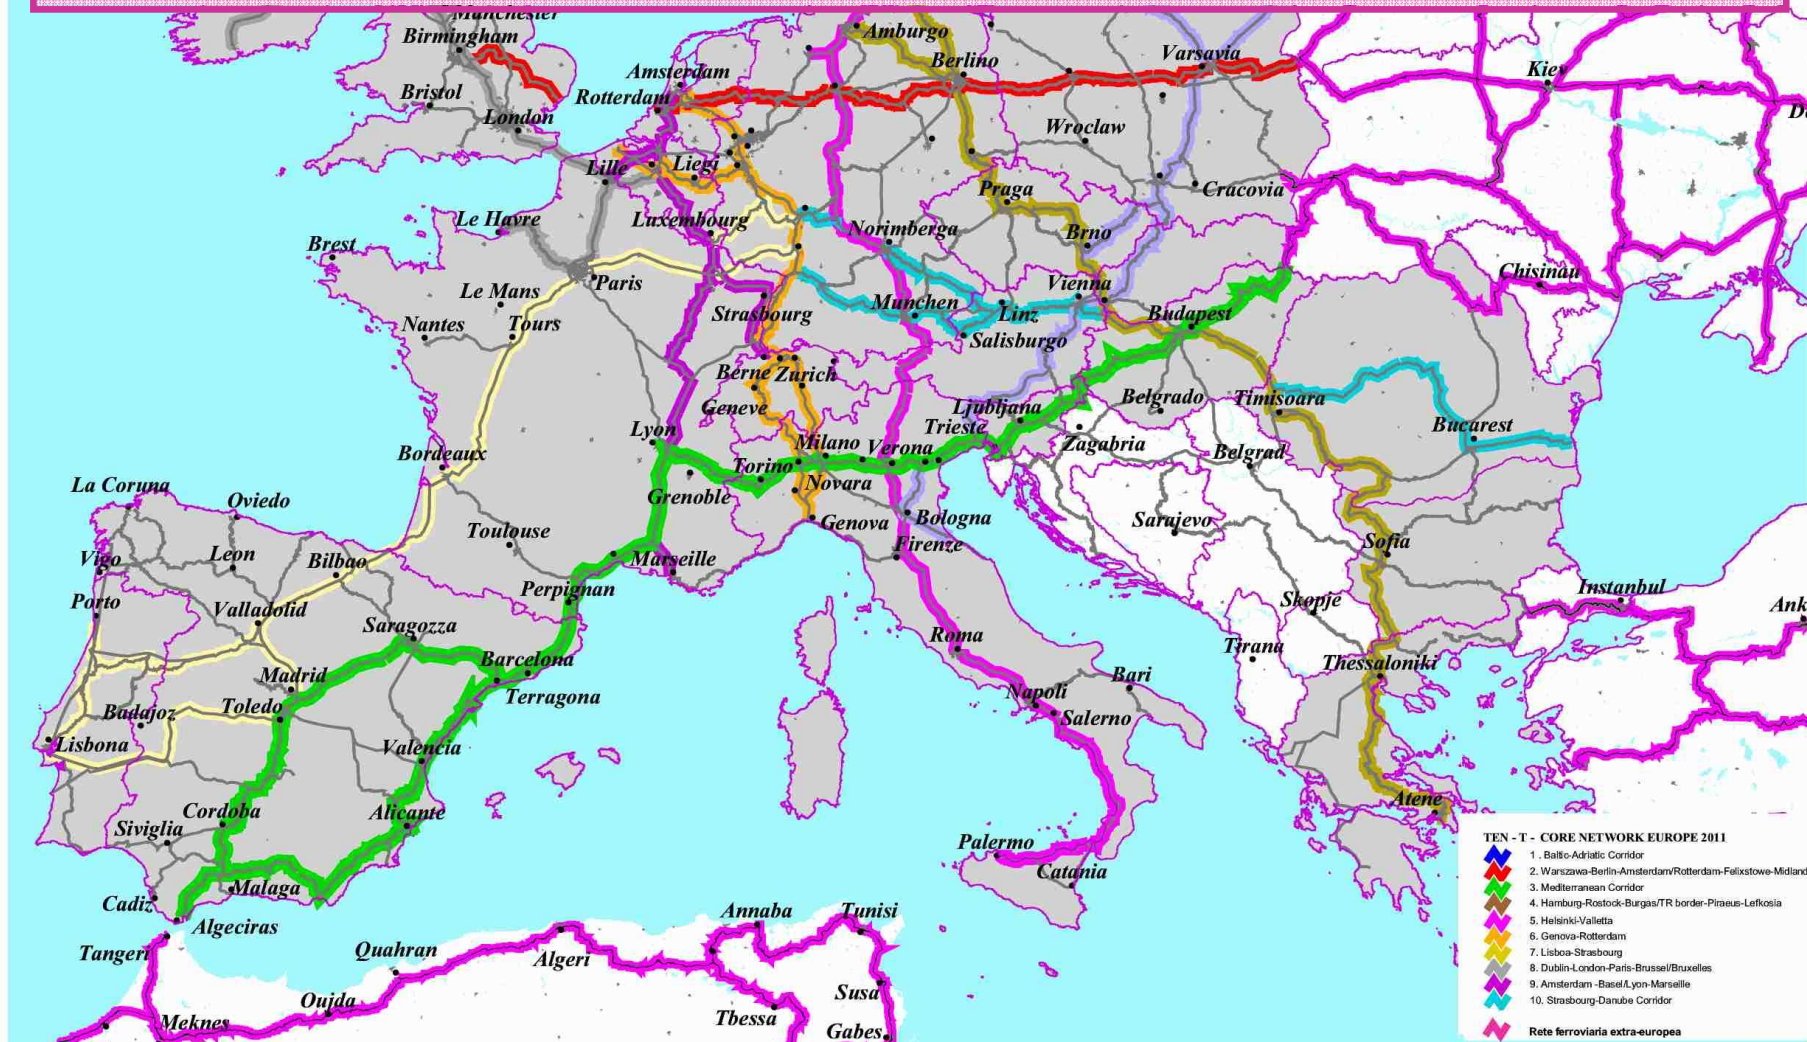 Manchester
Birmingham
Amburgo
Berlino
Varsavia
Kiev
Amsterdam
Bristol
Rotterdam
London
Wroclaw
Lille
Liegi
Praga
Cracovia
Le Havre
Luxembourg
Norimberga
Brno
Brest
Chisinau
Paris
Le Mans
Munchen
Vienna
Linz
Strasbourg
Budapest
Nantes
Tours
Salisburgo
Berne
Zurich
Geneve
Ljubljana
Belgrado
Timisoara
Lyon
Milano
Verona
Trieste
Zagabria
Bucarest
Bordeaux
Torino
Belgrad
La Coruna
Oviedo
Grenoble
Novara
Genova
Bologna
Sarajevo
Toulouse
Vigo
Leon
Bilbao
Marseille
Firenze
Sofia
Perpignan
Instanbul
Porto
Valladolid
Saragozza
Skopje
Ank
Roma
Tirana
Barcelona
Thessaloniki
Madrid
Terragona
Bari
Badajoz
Toledo
Napoli
Salerno
Lisbona
Valencia
Cordoba
Alicante
Atene
Siviglia
Palermo
Catania
Malaga
Cadiz
Algeciras
Annaba
Tunisi
Tangeri
Quahran
Algeri
Oujda
Susa
Meknes
Tbessa
Gabes
TEN - T - CORE NETWORK EUROPE 2011
1 . Baltic-Adriatic Corridor
2. Warszawa-Berlin-Amsterdam/Rotterdam-Felixstowe-Midland
3. Mediterranean Corridor
4. Hamburg-Rostock-Burgas/TR border-Piraeus-Lefkosia
5. Helsinki-Valletta
6. Genova-Rotterdam
7. Lisboa-Strasbourg
8. Dublin-London-Paris-Brussel/Bruxelles
9. Amsterdam -Basel/Lyon-Marseille
10. Strasbourg-Danube Corridor
Rete ferroviaria extra-europea